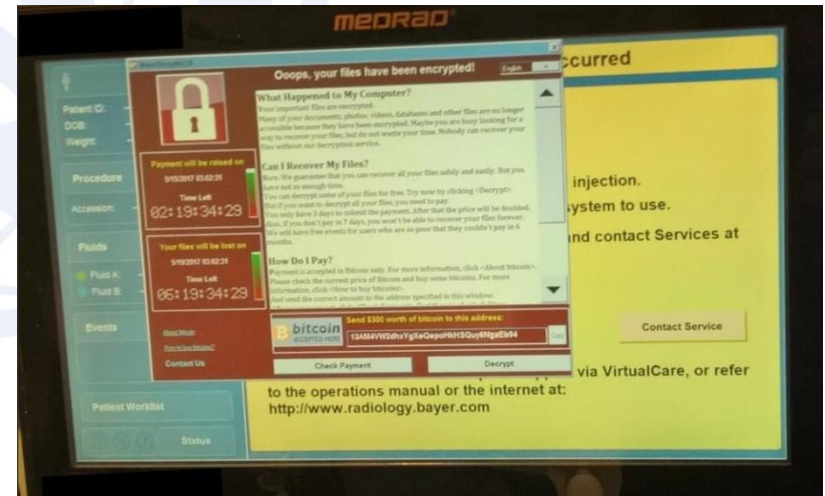 MEDRAD
Patient ID:
DOB:
Weight:
Procedure
Accession:
Fluids
Fluid A:
Fluid B:
Events
Patient Worklist
Status
Ooops, your files have been encrypted!
English
Payment will be raised on
5/15/2017 03:02:31
Time Left
02:19:34:29
Your files will be lost on
5/19/2017 03:02:31
Time Left
06:19:34:29
About bitcoin
How to buy bitcoins?
Contact Us
What Happened to My Computer?
Your important files are encrypted.
Many of your documents, photos, videos, databases and other files are no longer
accessible because they have been encrypted. Maybe you are busy looking for a
way to recover your files, but do not waste your time. Nobody can recover your
files without our decryption service.
Can I Recover My Files?
Sure. We guarantee that you can recover all your files safely and easily. But you
have not so enough time.
You can decrypt some of your files for free. Try now by clicking <Decrypt>.
But if you want to decrypt all your files, you need to pay.
You only have 3 days to submit the payment. After that the price will be doubled.
Also, if you don't pay in 7 days, you won't be able to recover your files forever.
We will have free events for users who are so poor that they couldn't pay in 6
months.
How Do I Pay?
Payment is accepted in Bitcoin only. For more information, click <About bitcoin>.
Please check the current price of Bitcoin and buy some bitcoins. For more
information, click <How to buy bitcoins>.
And send the correct amount to the address specified in this window.
bitcoin
ACCEPTED HERE
Send $300 worth of bitcoin to this address:
Copy
Check Payment
Decrypt
ccurred
injection.
system to use.
and contact Services at
Contact Service
via VirtualCare, or refer
to the operations manual or the internet at:
http://www.radiology.bayer.com